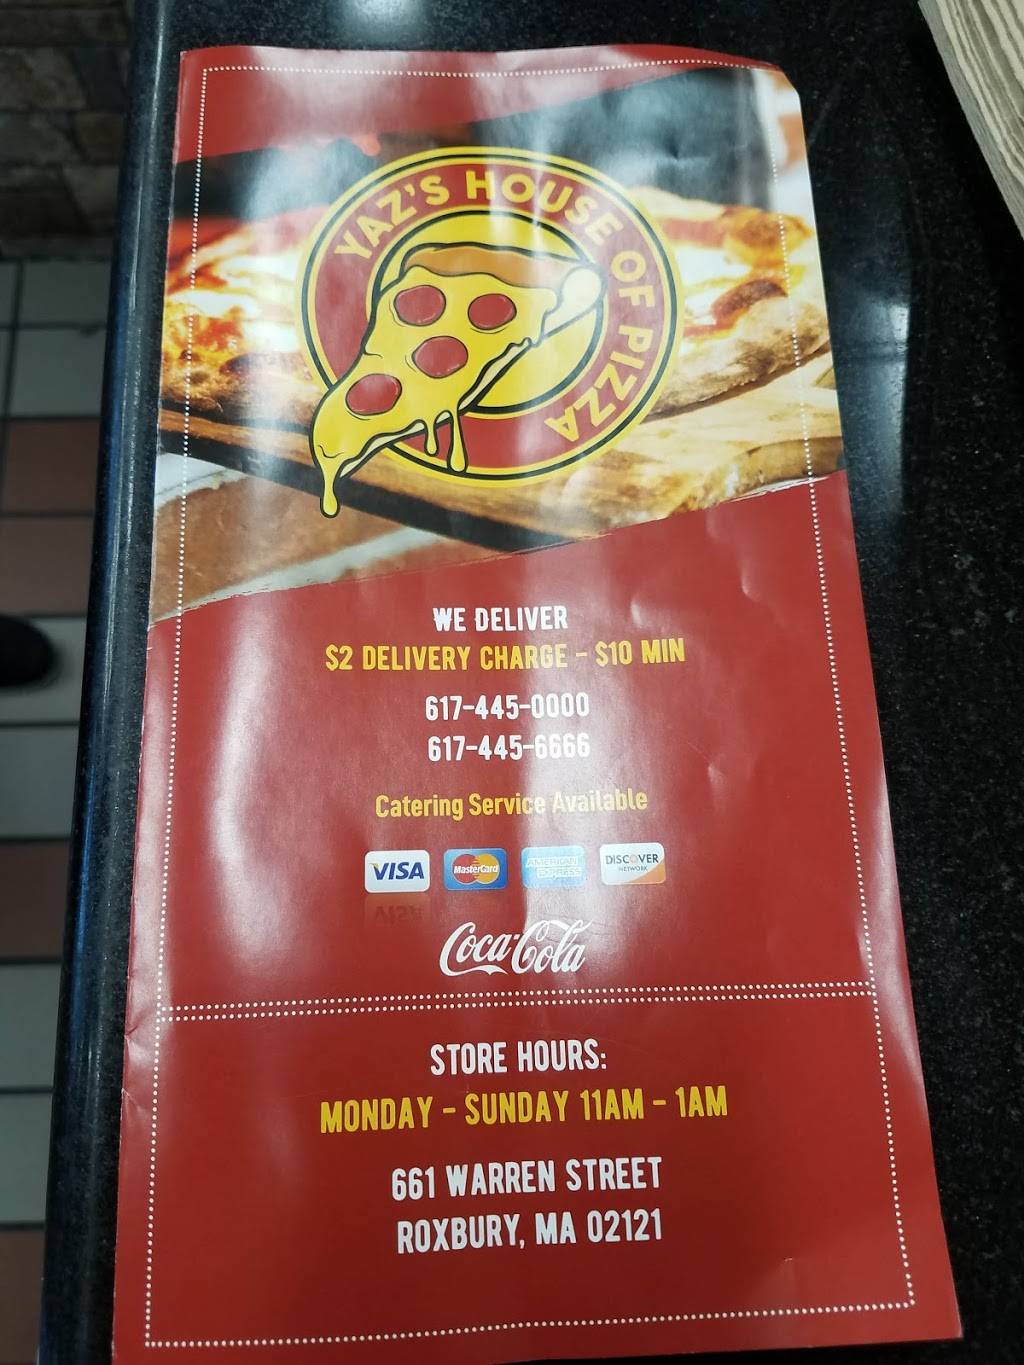 YAZ'S HOUSE OF PIZZA
WE DELIVER
$2 DELIVERY CHARGE - $10 MIN
617-445-0000
617-445-6666
Catering Service Available
VISA
MasterCard
AMERICAN EXPRESS
DISCOVER
NETWORK
Coca-Cola
STORE HOURS:
MONDAY - SUNDAY 11AM - 1AM
661 WARREN STREET
ROXBURY, MA 02121